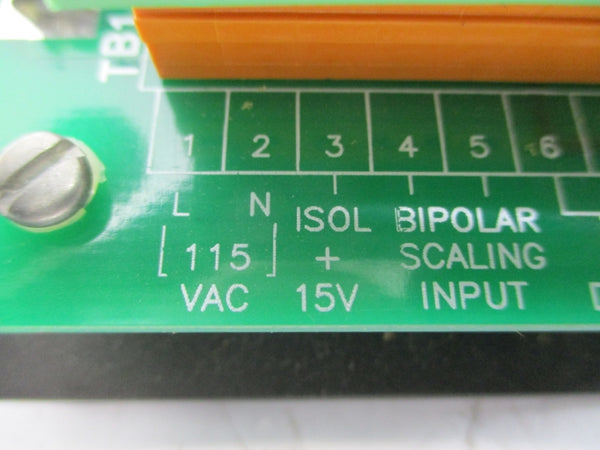 TB1
1 2 3 4 5 6
L N ISOL BIPOLAR
115 + SCALING
VAC 15V INPUT